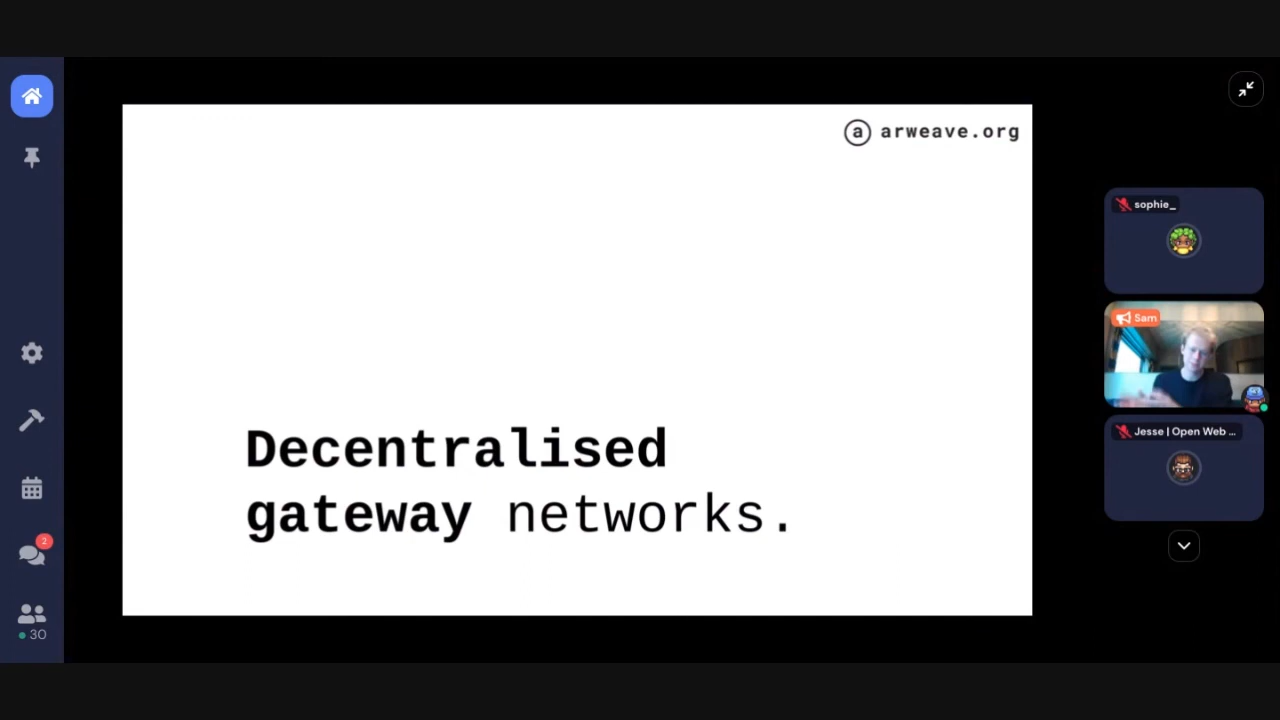 ⓐ arweave.org
Decentralised
gateway networks.
sophie_
Sam
Jesse | Open Web ...
2
30